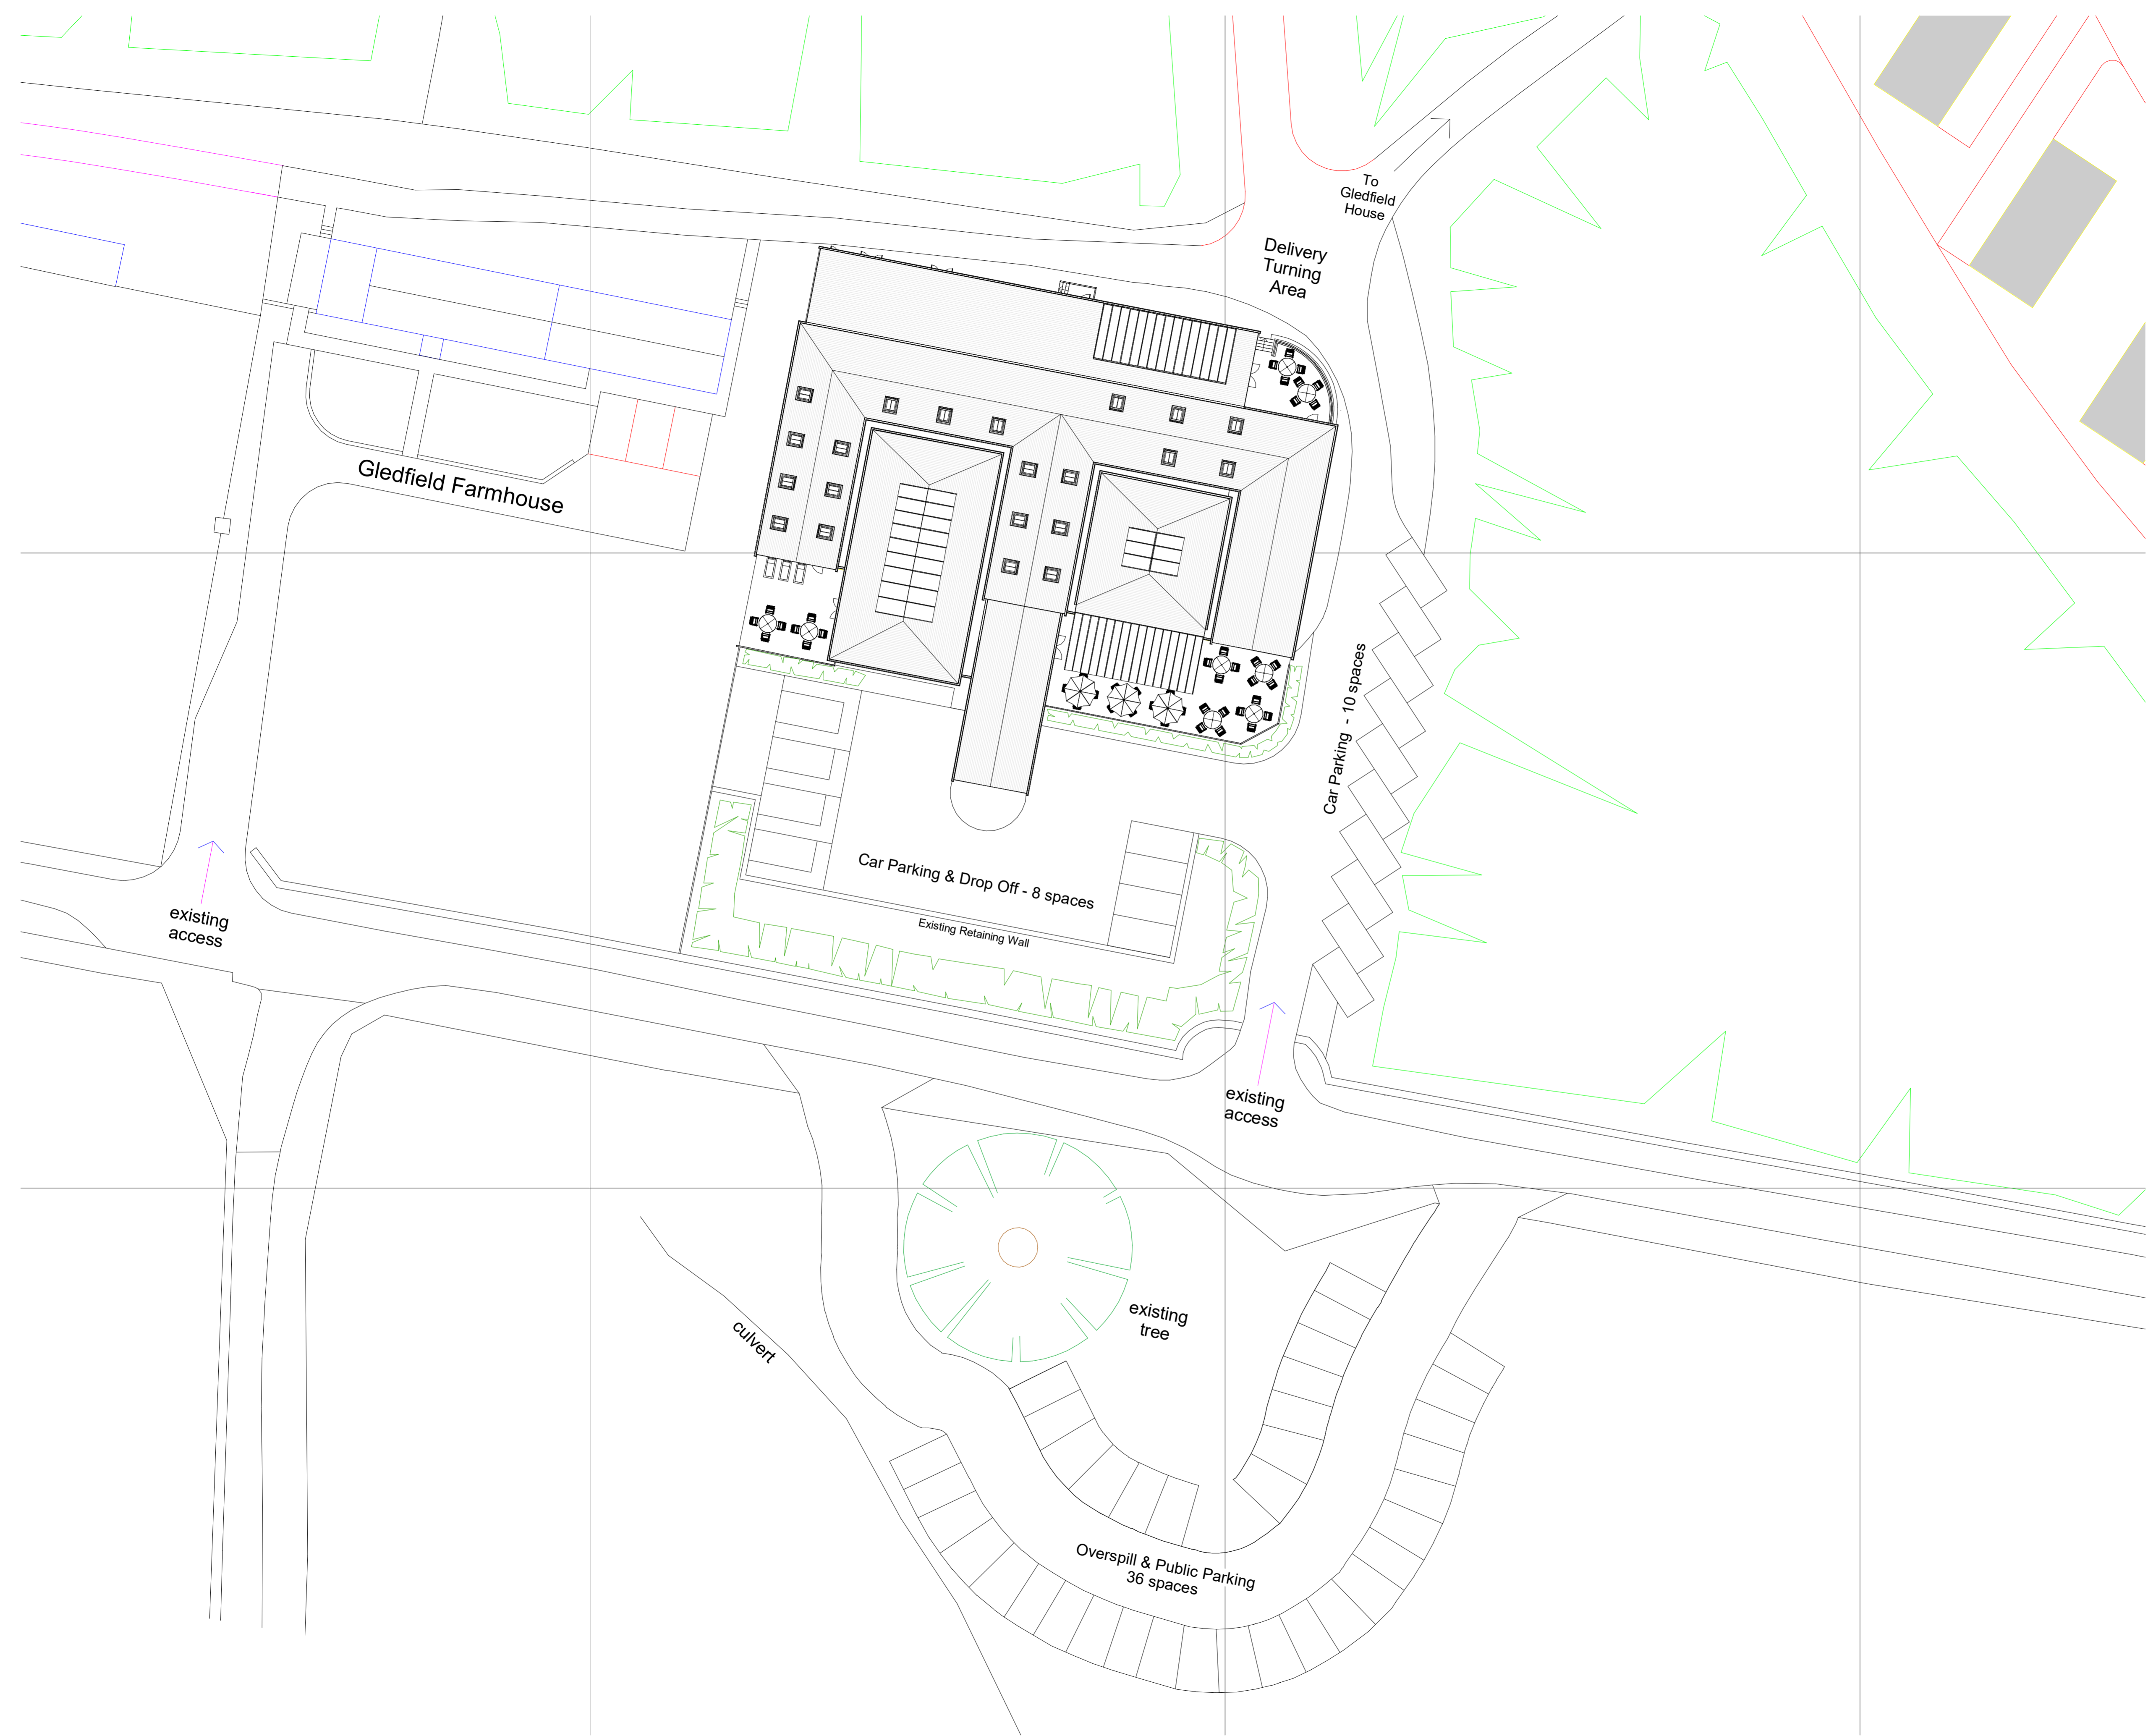 To
Gledfield
House
Delivery
Turning
Area
Gledfield Farmhouse
Car Parking - 10 spaces
Car Parking & Drop Off - 8 spaces
Existing Retaining Wall
existing
access
existing
access
existing
tree
culvert
Overspill & Public Parking
36 spaces